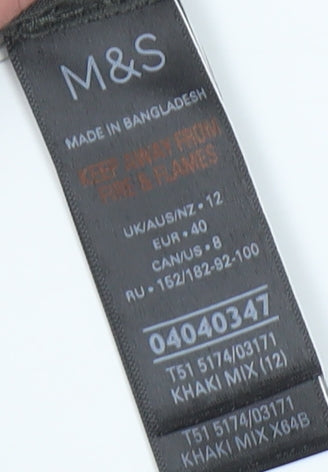 M&S
MADE IN BANGLADESH
KEEP AWAY FROM
FIRE & FLAMES
UK/AUS/NZ • 12
EUR • 40
CAN/US • 8
RU • 152/182-92-100
04040347
T51 5174/03171
KHAKI MIX (12)
T51 5174/03171
KHAKI MIX X64B